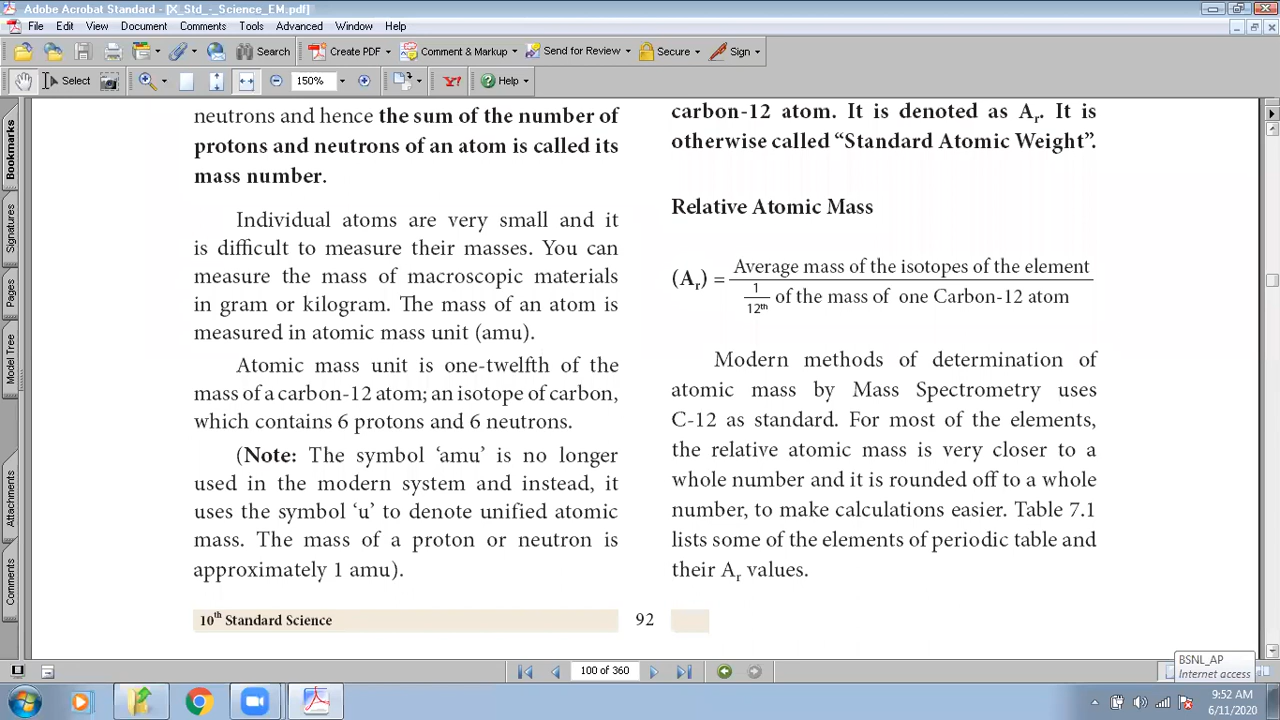 Adobe Acrobat Standard - [X_Std_-_Science_EM.pdf]
File Edit View Document Comments Tools Advanced Window Help
Search Create PDF Comment & Markup Send for Review Secure Sign
Select 150% Y! Help
Bookmarks
Signatures
Pages
Model Tree
Attachments
Comments
neutrons and hence the sum of the number of
protons and neutrons of an atom is called its
mass number.
Individual atoms are very small and it
is difficult to measure their masses. You can
measure the mass of macroscopic materials
in gram or kilogram. The mass of an atom is
measured in atomic mass unit (amu).
Atomic mass unit is one-twelfth of the
mass of a carbon-12 atom; an isotope of carbon,
which contains 6 protons and 6 neutrons.
(Note: The symbol ‘amu’ is no longer
used in the modern system and instead, it
uses the symbol ‘u’ to denote unified atomic
mass. The mass of a proton or neutron is
approximately 1 amu).
carbon-12 atom. It is denoted as Ar. It is
otherwise called “Standard Atomic Weight”.
Relative Atomic Mass
(Ar) = Average mass of the isotopes of the element
1/12th of the mass of one Carbon-12 atom
Modern methods of determination of
atomic mass by Mass Spectrometry uses
C-12 as standard. For most of the elements,
the relative atomic mass is very closer to a
whole number and it is rounded off to a whole
number, to make calculations easier. Table 7.1
lists some of the elements of periodic table and
their Ar values.
10th Standard Science 92
100 of 360
BSNL_AP
Internet access
9:52 AM
6/11/2020